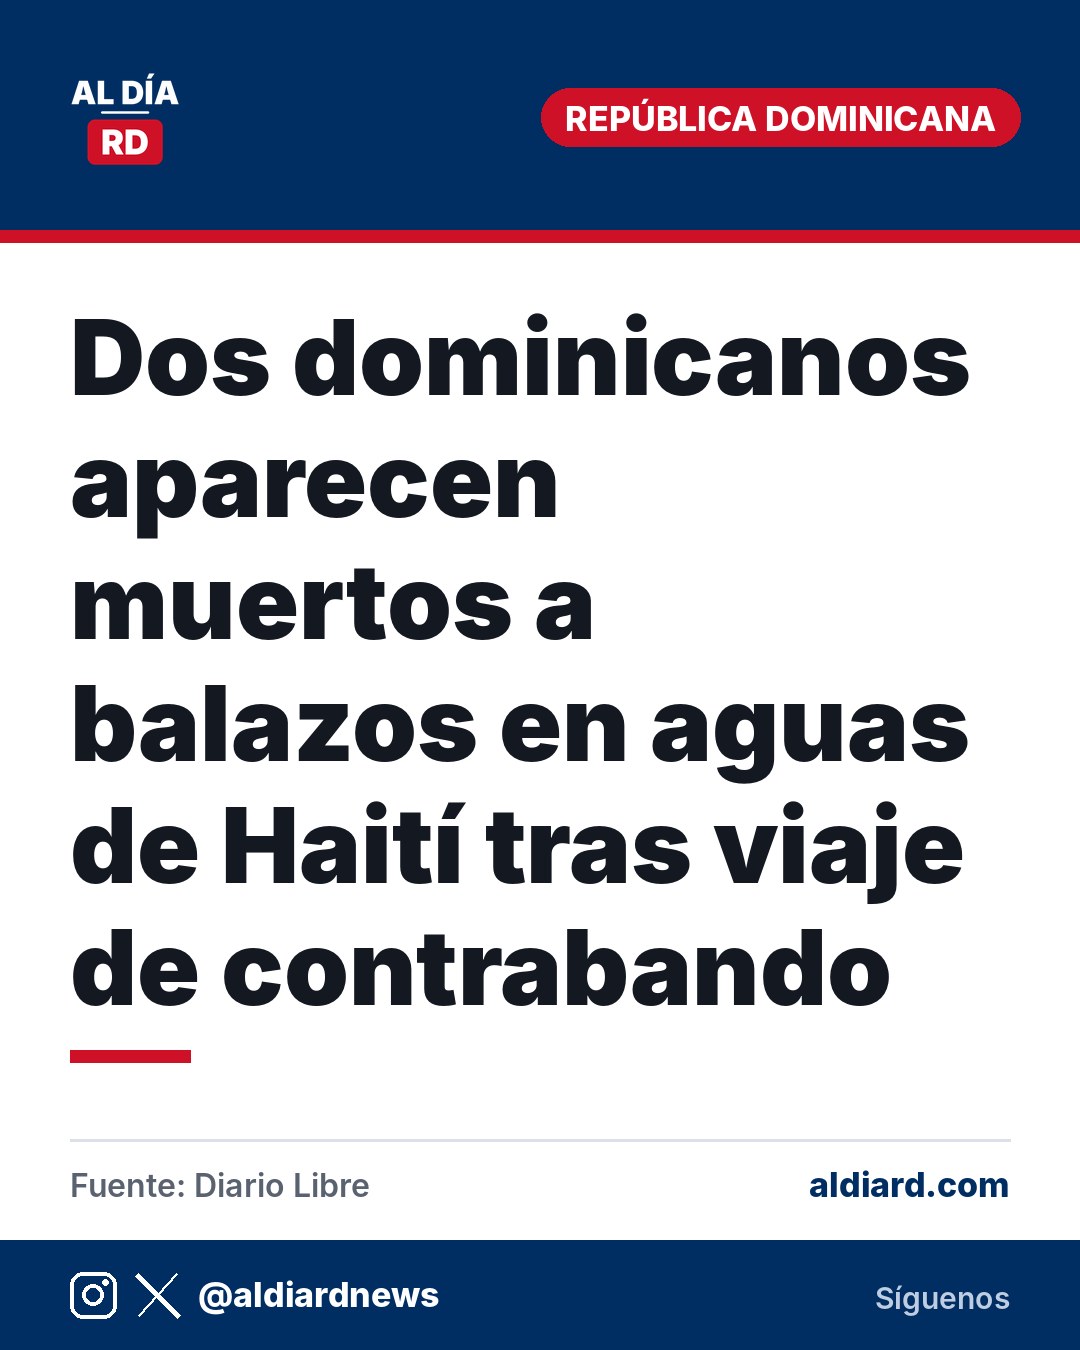 AL DÍA
RD
REPÚBLICA DOMINICANA
Dos dominicanos
aparecen
muertos a
balazos en aguas
de Haití tras viaje
de contrabando
Fuente: Diario Libre
aldiard.com
@aldiardnews
Síguenos